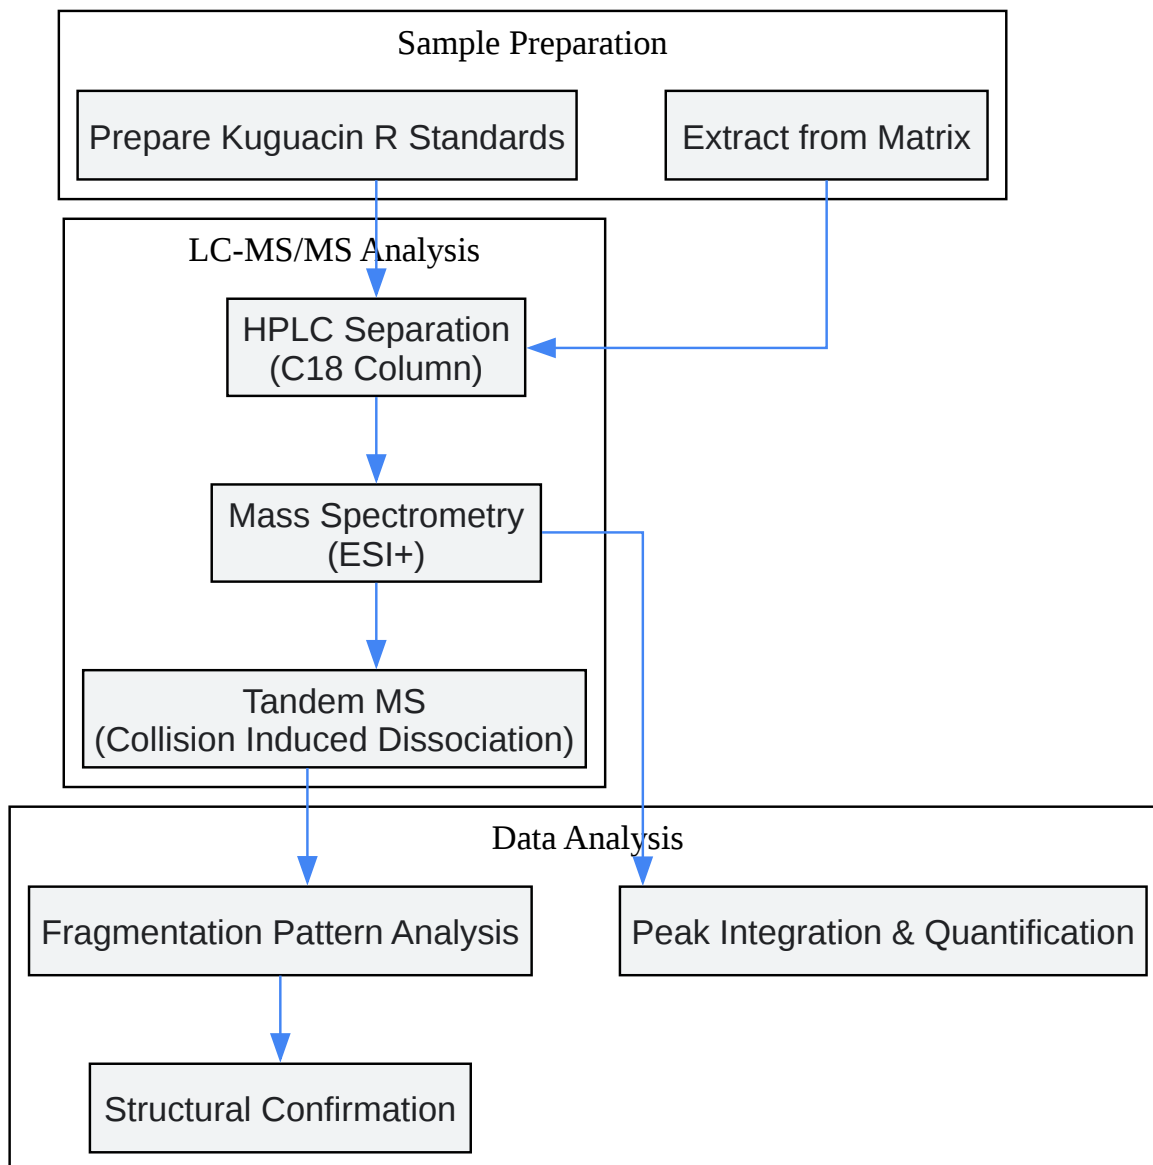 Sample Preparation
Prepare Kuguacin R Standards
Extract from Matrix
LC-MS/MS Analysis
HPLC Separation
(C18 Column)
Mass Spectrometry
(ESI+)
Tandem MS
(Collision Induced Dissociation)
Data Analysis
Fragmentation Pattern Analysis
Peak Integration & Quantification
Structural Confirmation